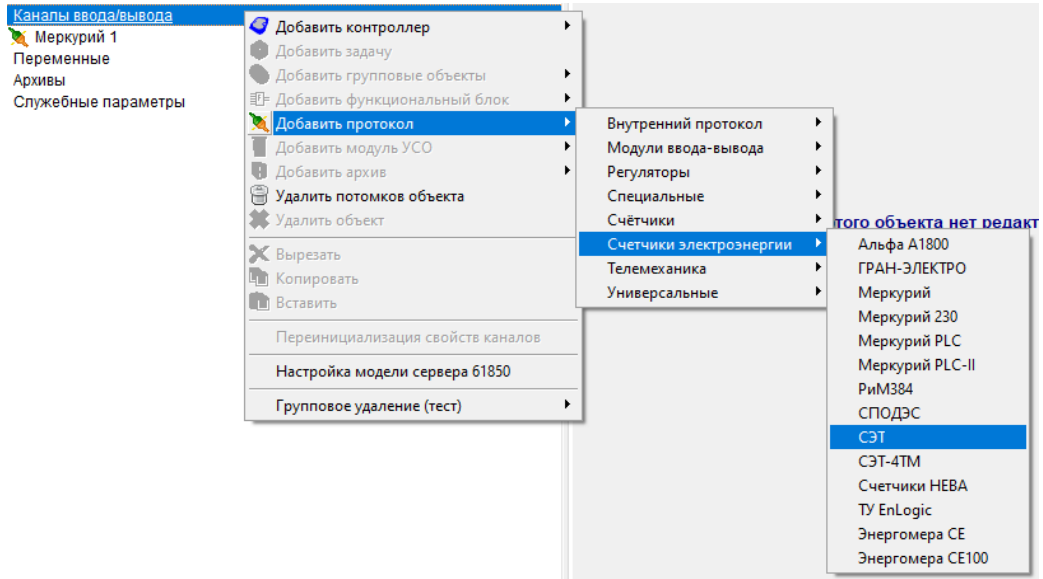 Каналы ввода/вывода
Меркурий 1
Переменные
Архивы
Служебные параметры
Добавить контроллер
Добавить задачу
Добавить групповые объекты
Добавить функциональный блок
Добавить протокол
Добавить модуль УСО
Добавить архив
Удалить потомков объекта
Удалить объект
Вырезать
Копировать
Вставить
Переинициализация свойств каналов
Настройка модели сервера 61850
Групповое удаление (тест)
Внутренний протокол
Модули ввода-вывода
Регуляторы
Специальные
Счётчики
Счетчики электроэнергии
Телемеханика
Универсальные
того объекта нет редакт
Альфа А1800
ГРАН-ЭЛЕКТРО
Меркурий
Меркурий 230
Меркурий PLC
Меркурий PLC-II
РиМ384
СПОДЭС
СЭТ
СЭТ-4ТМ
Счетчики НЕВА
ТУ EnLogic
Энергомера СЕ
Энергомера СЕ100